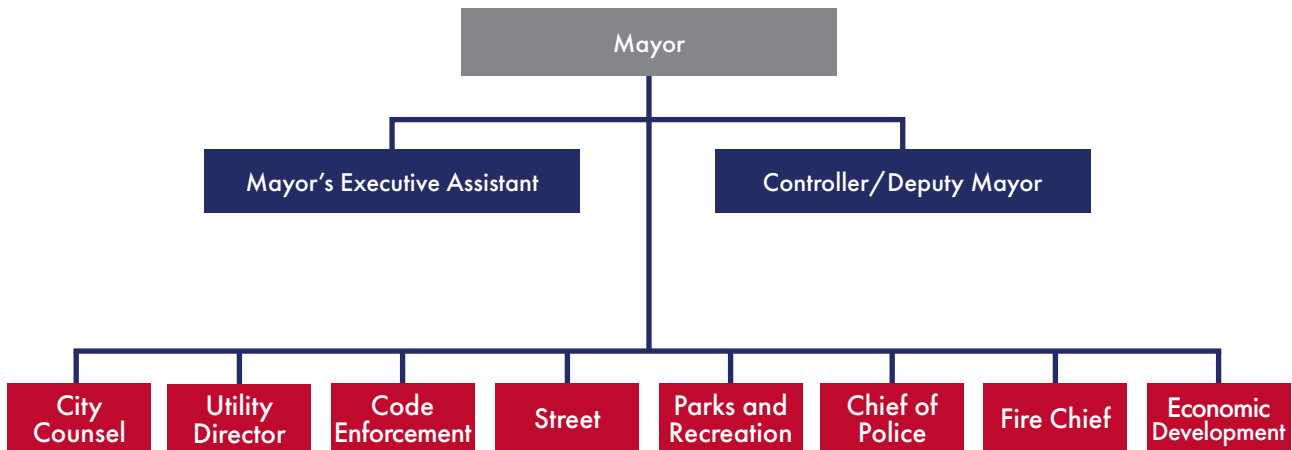 Mayor
Mayor’s Executive Assistant
Controller/Deputy Mayor
City
Counsel
Utility
Director
Code
Enforcement
Street
Parks and
Recreation
Chief of
Police
Fire Chief
Economic
Development